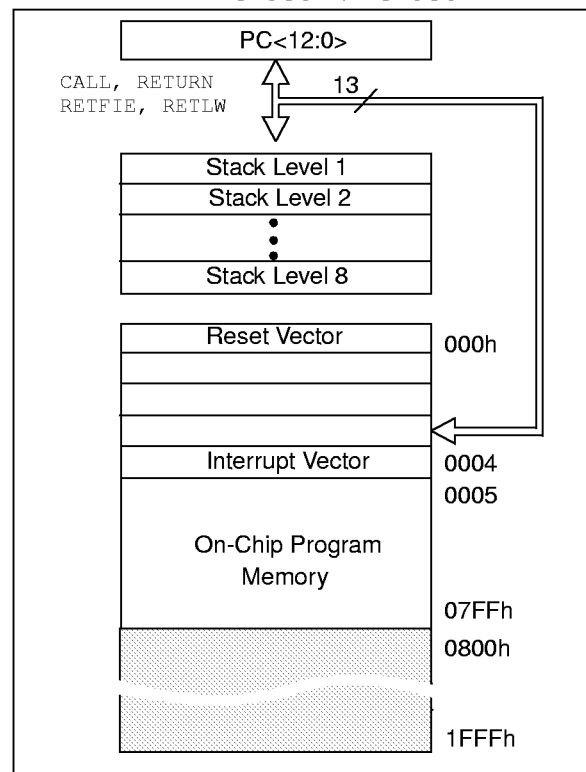 PC<12:0>
CALL, RETURN
RETFIE, RETLW
13
Stack Level 1
Stack Level 2
Stack Level 8
Reset Vector
000h
Interrupt Vector
0004
0005
On-Chip Program
Memory
07FFh
0800h
1FFFh